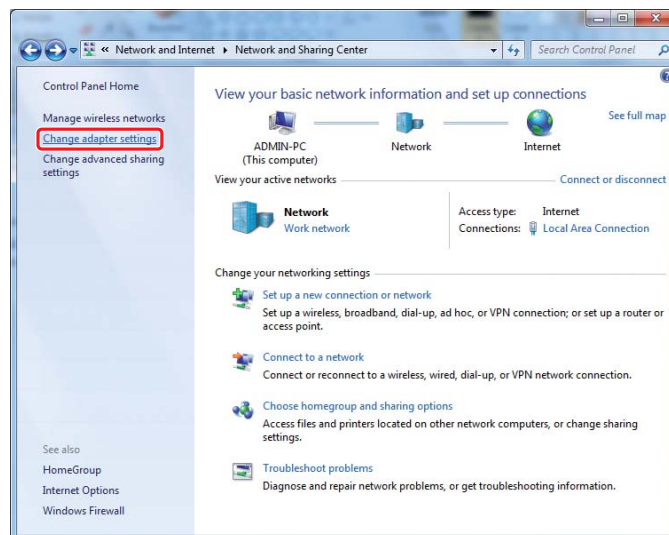 « Network and Internet ▸ Network and Sharing Center
Search Control Panel
Control Panel Home
Manage wireless networks
Change adapter settings
Change advanced sharing
settings
See also
HomeGroup
Internet Options
Windows Firewall
View your basic network information and set up connections
See full map
ADMIN-PC
(This computer)
Network
Internet
View your active networks
Connect or disconnect
Network
Work network
Access type: Internet
Connections: Local Area Connection
Change your networking settings
Set up a new connection or network
Set up a wireless, broadband, dial-up, ad hoc, or VPN connection; or set up a router or
access point.
Connect to a network
Connect or reconnect to a wireless, wired, dial-up, or VPN network connection.
Choose homegroup and sharing options
Access files and printers located on other network computers, or change sharing
settings.
Troubleshoot problems
Diagnose and repair network problems, or get troubleshooting information.